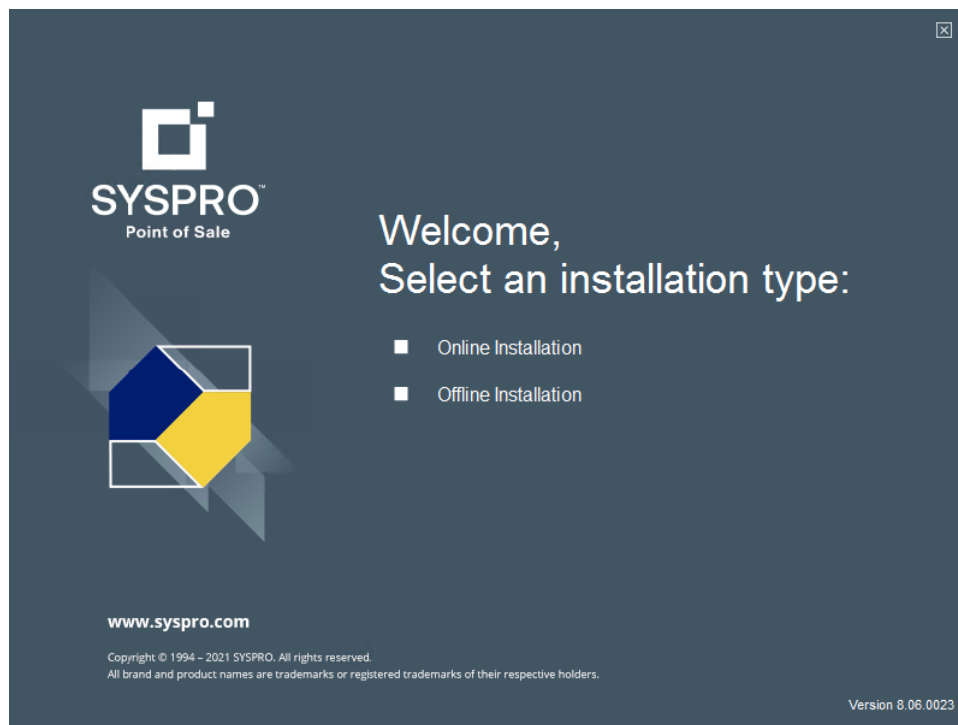 SYSPRO™
Point of Sale
Welcome,
Select an installation type:
Online Installation
Offline Installation
www.syspro.com
Copyright © 1994 – 2021 SYSPRO. All rights reserved.
All brand and product names are trademarks or registered trademarks of their respective holders.
Version 8.06.0023